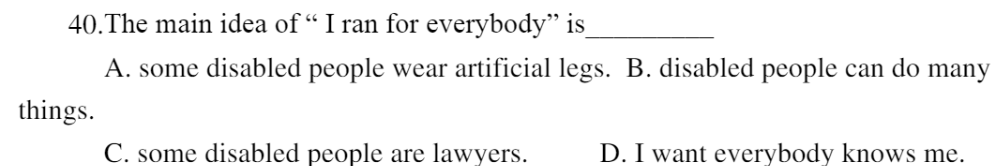 40.The main idea of “ I ran for everybody” is__________
A. some disabled people wear artificial legs. B. disabled people can do many
things.
C. some disabled people are lawyers. D. I want everybody knows me.